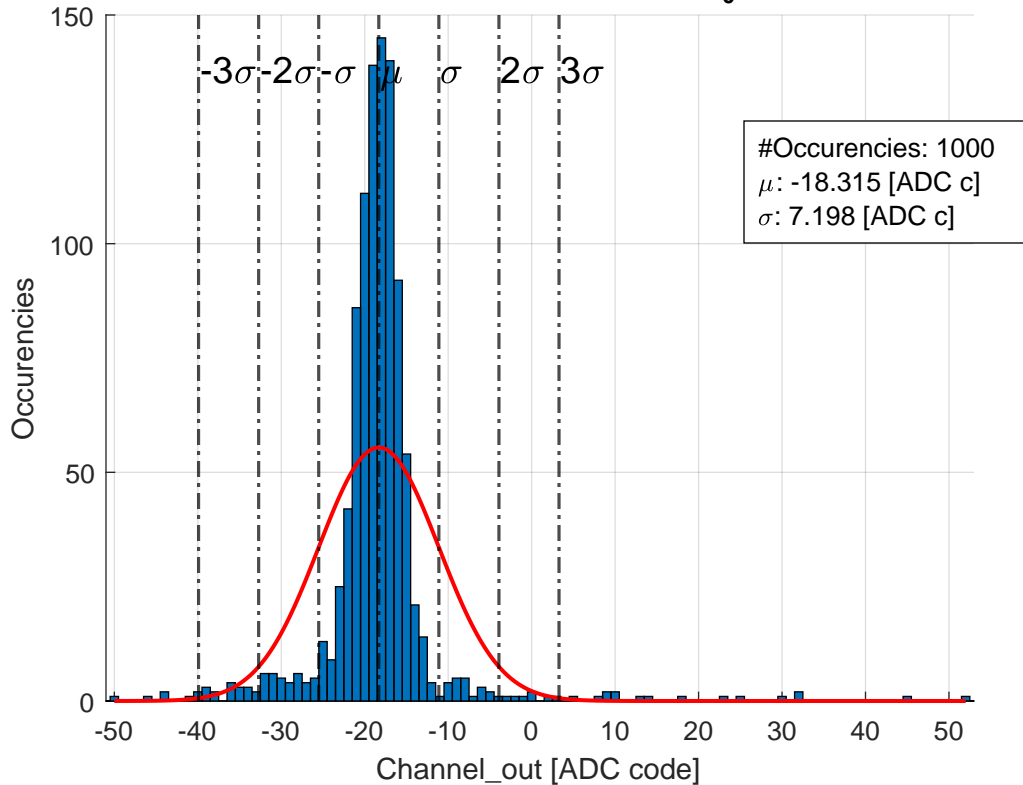 150
100
50
0
-3σ -2σ -σ μ σ 2σ 3σ
#Occurencies: 1000
μ: -18.315 [ADC c]
σ: 7.198 [ADC c]
Occurencies
-50 -40 -30 -20 -10 0 10 20 30 40 50
Channel_out [ADC code]